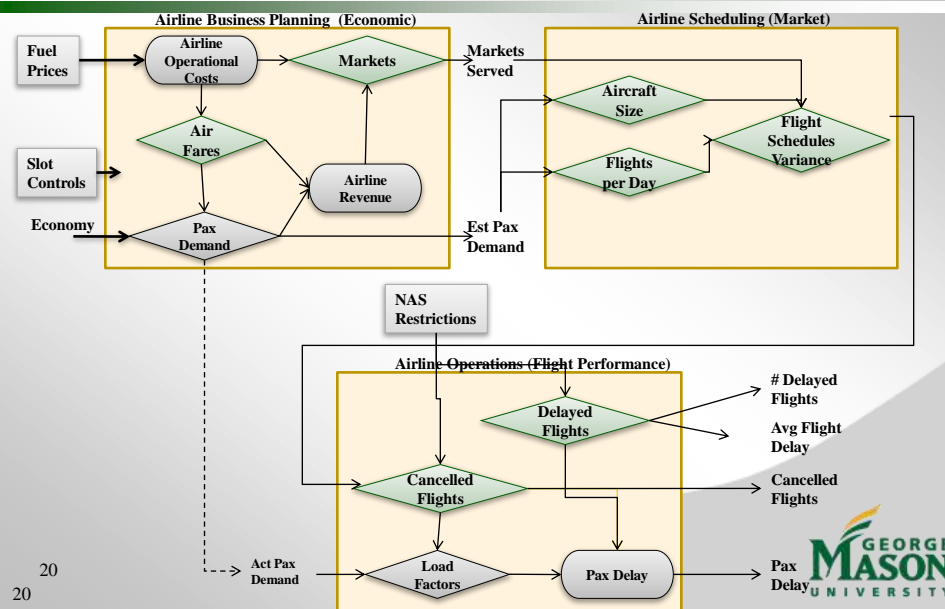 Airline Business Planning (Economic)
Airline Scheduling (Market)
Fuel
Prices
Airline
Operational
Costs
Markets
Markets
Served
Aircraft
Size
Flight
Schedules
Variance
Air
Fares
Slot
Controls
Airline
Revenue
Flights
per Day
Economy
Pax
Demand
Est Pax
Demand
NAS
Restrictions
Airline Operations (Flight Performance)
Delayed
Flights
# Delayed
Flights
Avg Flight
Delay
Cancelled
Flights
Cancelled
Flights
Act Pax
Demand
Load
Factors
Pax Delay
Pax
Delay
GEORGE
MASON
UNIVERSITY
20
20